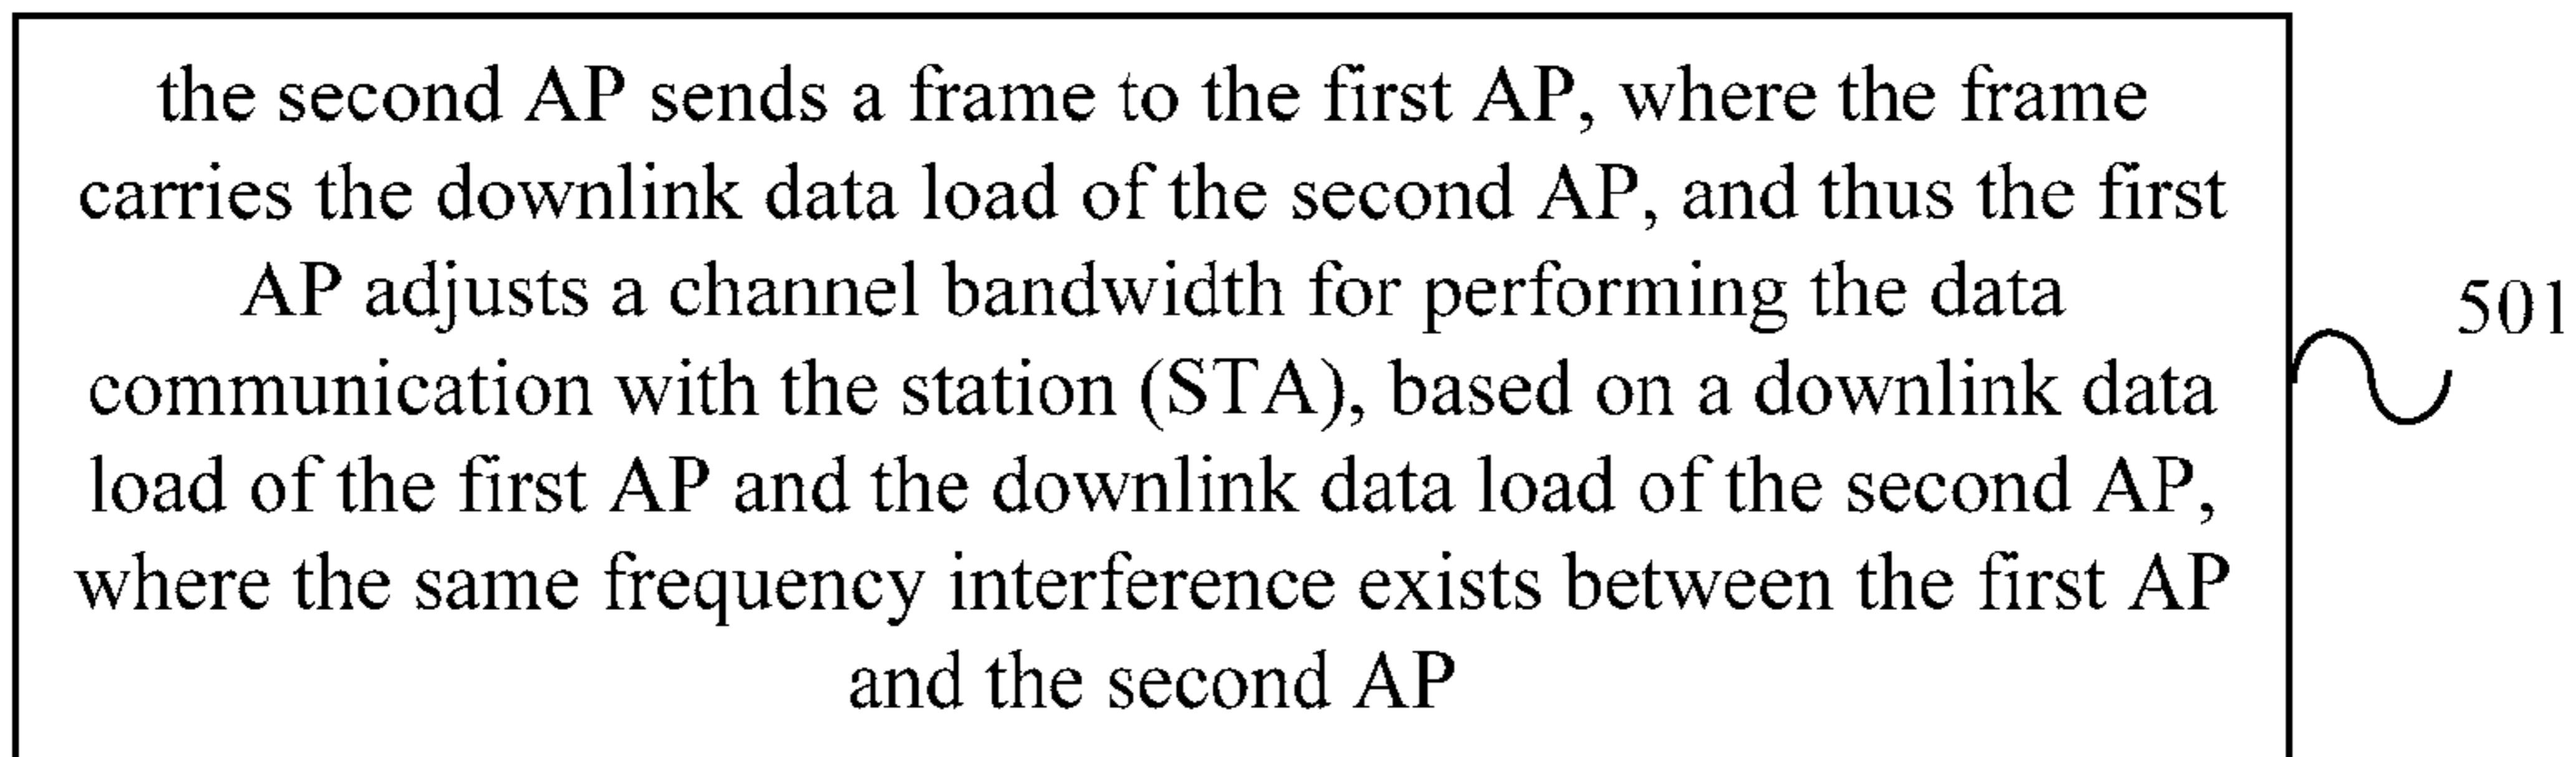 the second AP sends a frame to the first AP, where the frame
carries the downlink data load of the second AP, and thus the first
AP adjusts a channel bandwidth for performing the data
communication with the station (STA), based on a downlink data
load of the first AP and the downlink data load of the second AP,
where the same frequency interference exists between the first AP
and the second AP
501